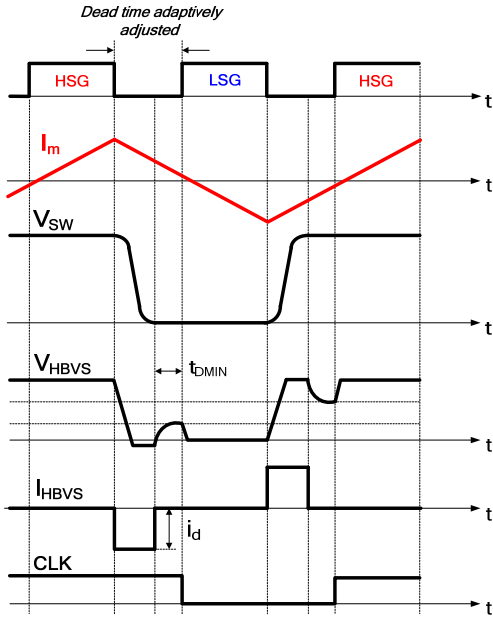 Dead time adaptively
adjusted
HSG
LSG
HSG
t
Im
t
VSW
t
VHBVS
tDMIN
t
IHBVS
t
id
CLK
t